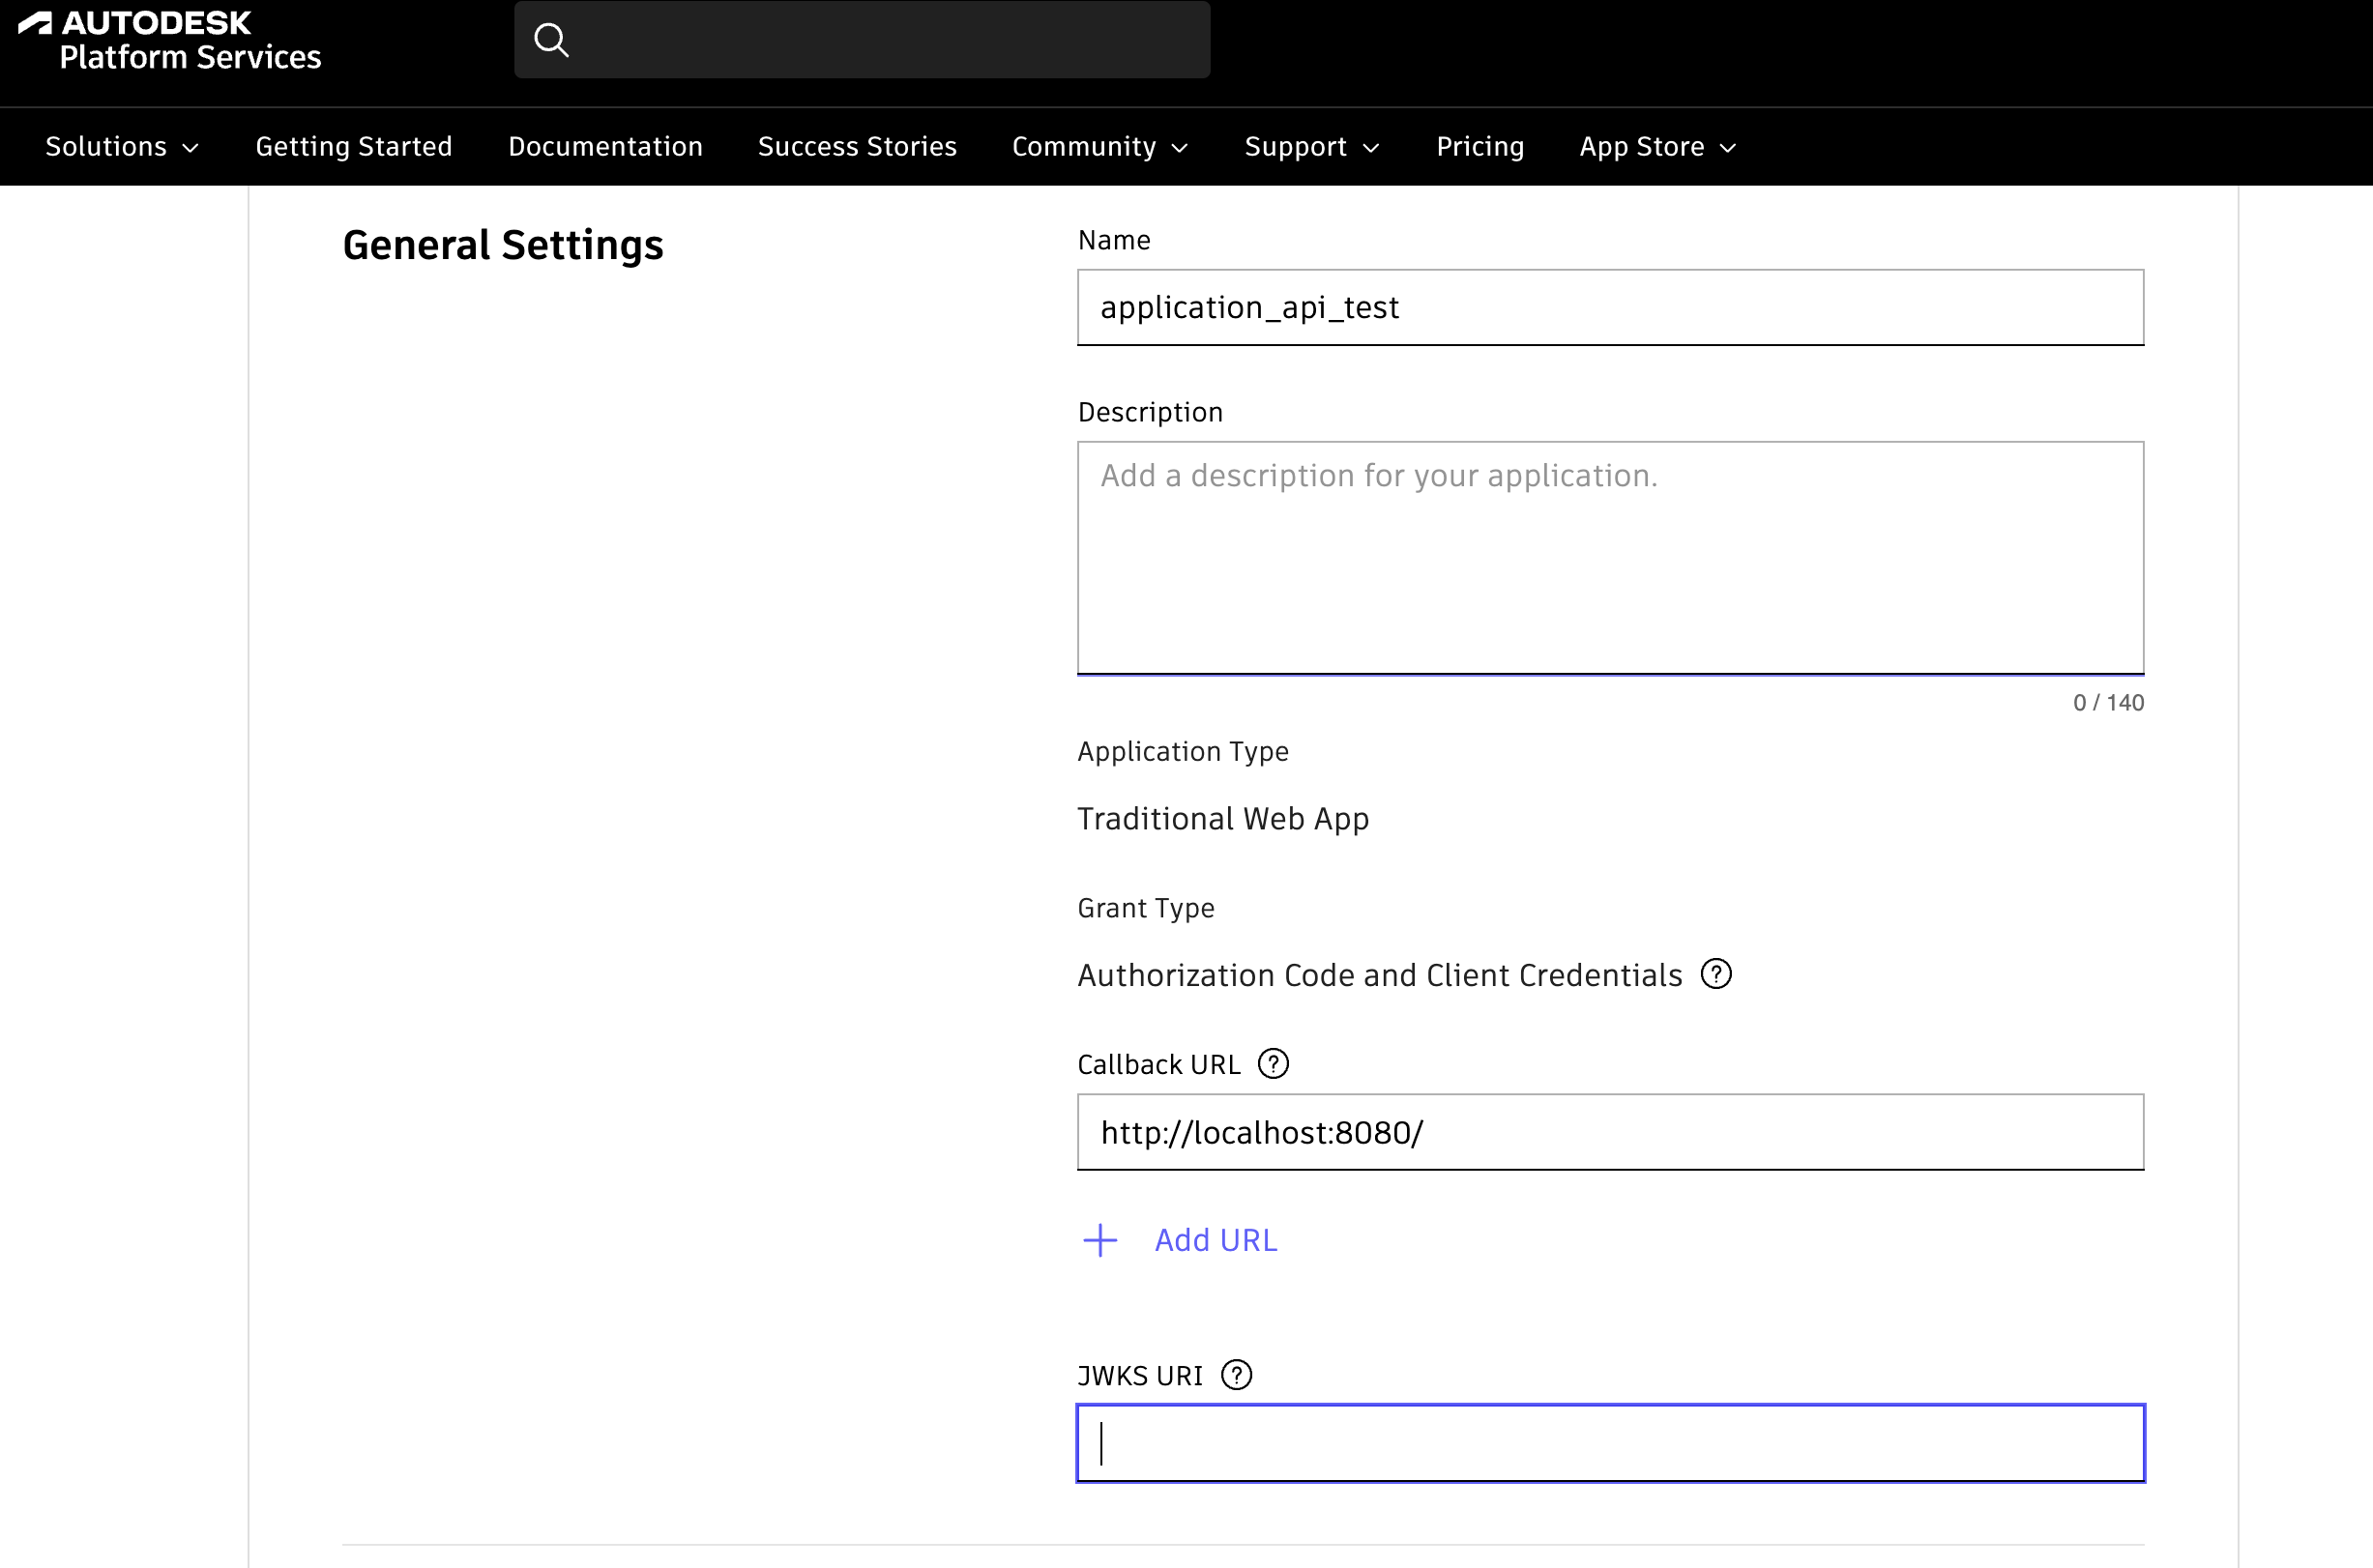 AUTODESK
Platform Services
Solutions Getting Started Documentation Success Stories Community Support Pricing App Store
General Settings
Name
application_api_test
Description
Add a description for your application.
0 / 140
Application Type
Traditional Web App
Grant Type
Authorization Code and Client Credentials ?
Callback URL ?
http://localhost:8080/
+ Add URL
JWKS URI ?